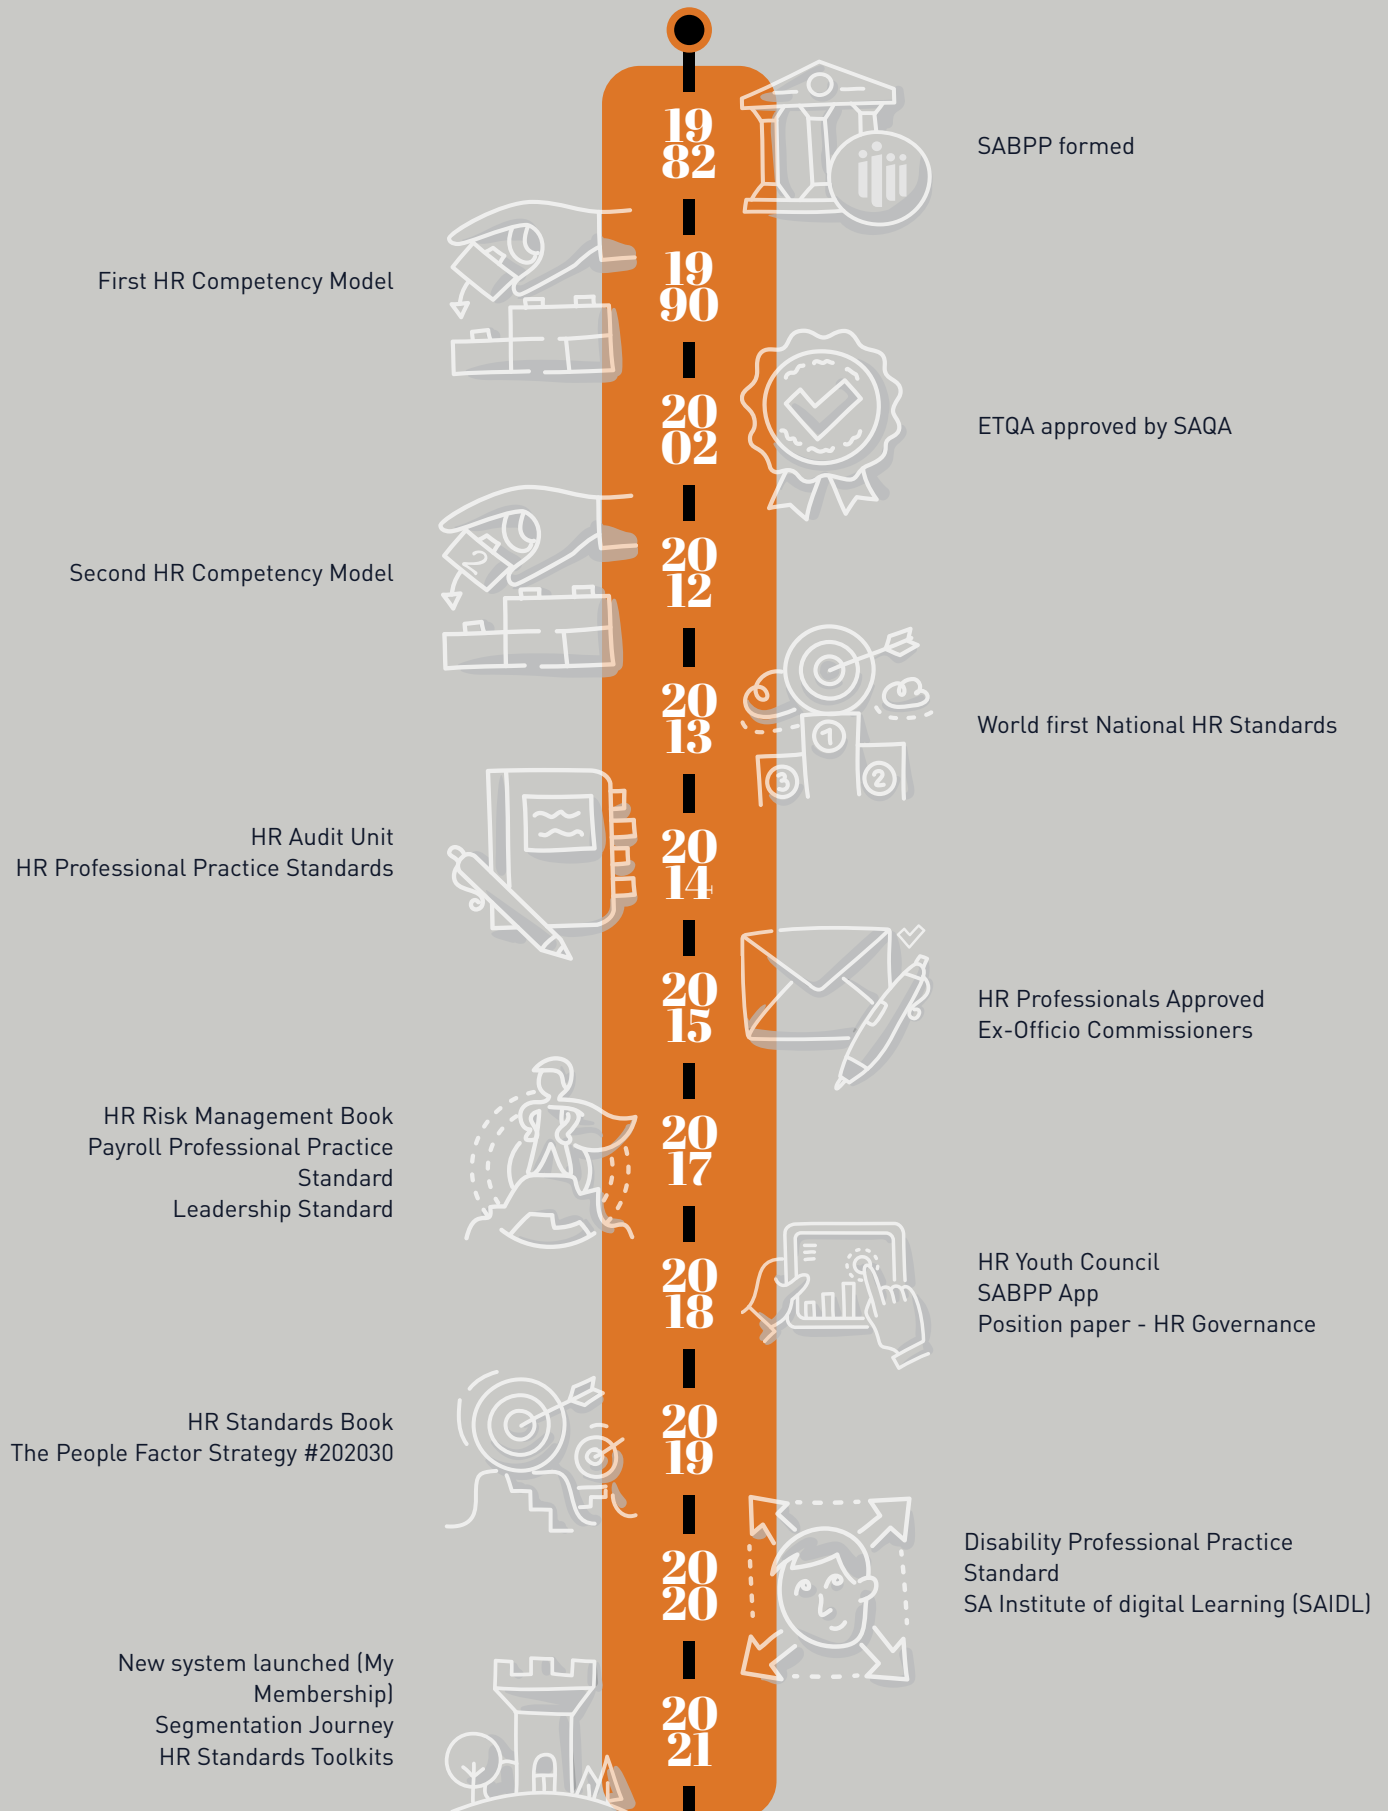 19
82
SABPP formed
First HR Competency Model
19
90
20
02
ETQA approved by SAQA
Second HR Competency Model
2
20
12
20
13
1
3
2
World first National HR Standards
HR Audit Unit
HR Professional Practice Standards
20
14
20
15
HR Professionals Approved
Ex-Officio Commissioners
HR Risk Management Book
Payroll Professional Practice
Standard
Leadership Standard
20
17
20
18
HR Youth Council
SABPP App
Position paper - HR Governance
HR Standards Book
The People Factor Strategy #202030
20
19
20
20
Disability Professional Practice
Standard
SA Institute of digital Learning (SAIDL)
New system launched (My
Membership)
Segmentation Journey
HR Standards Toolkits
20
21